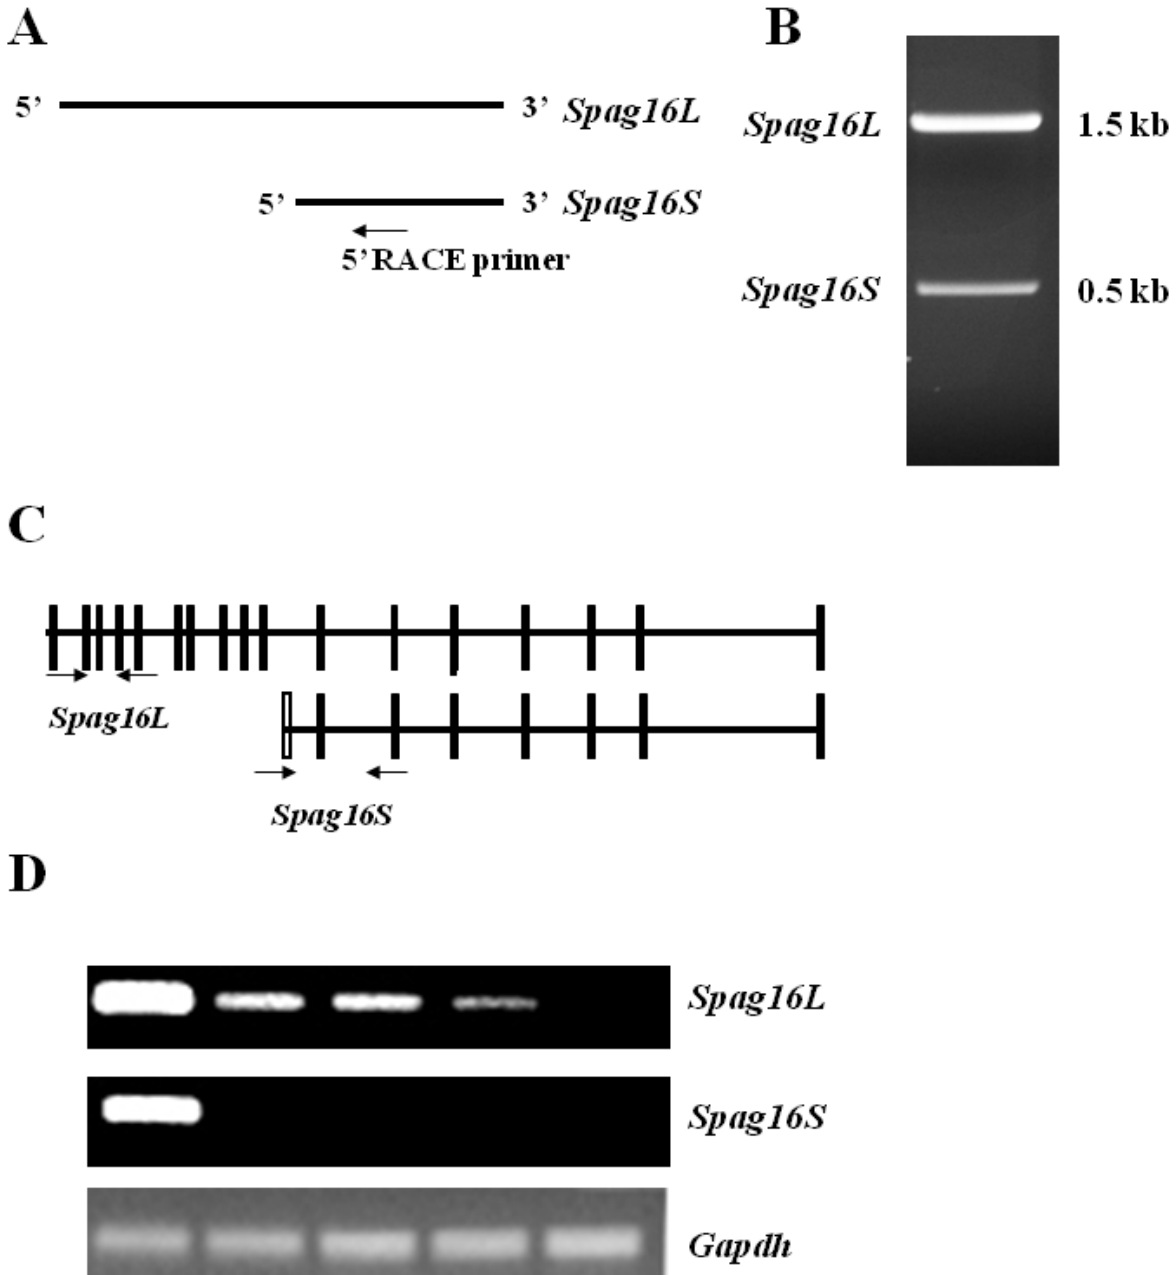 A
B
5’ 3’ Spag16L
5’ 3’ Spag16S
5’RACE primer
Spag16L 1.5 kb
Spag16S 0.5 kb
C
Spag16L
Spag16S
D
Spag16L
Spag16S
Gapdh